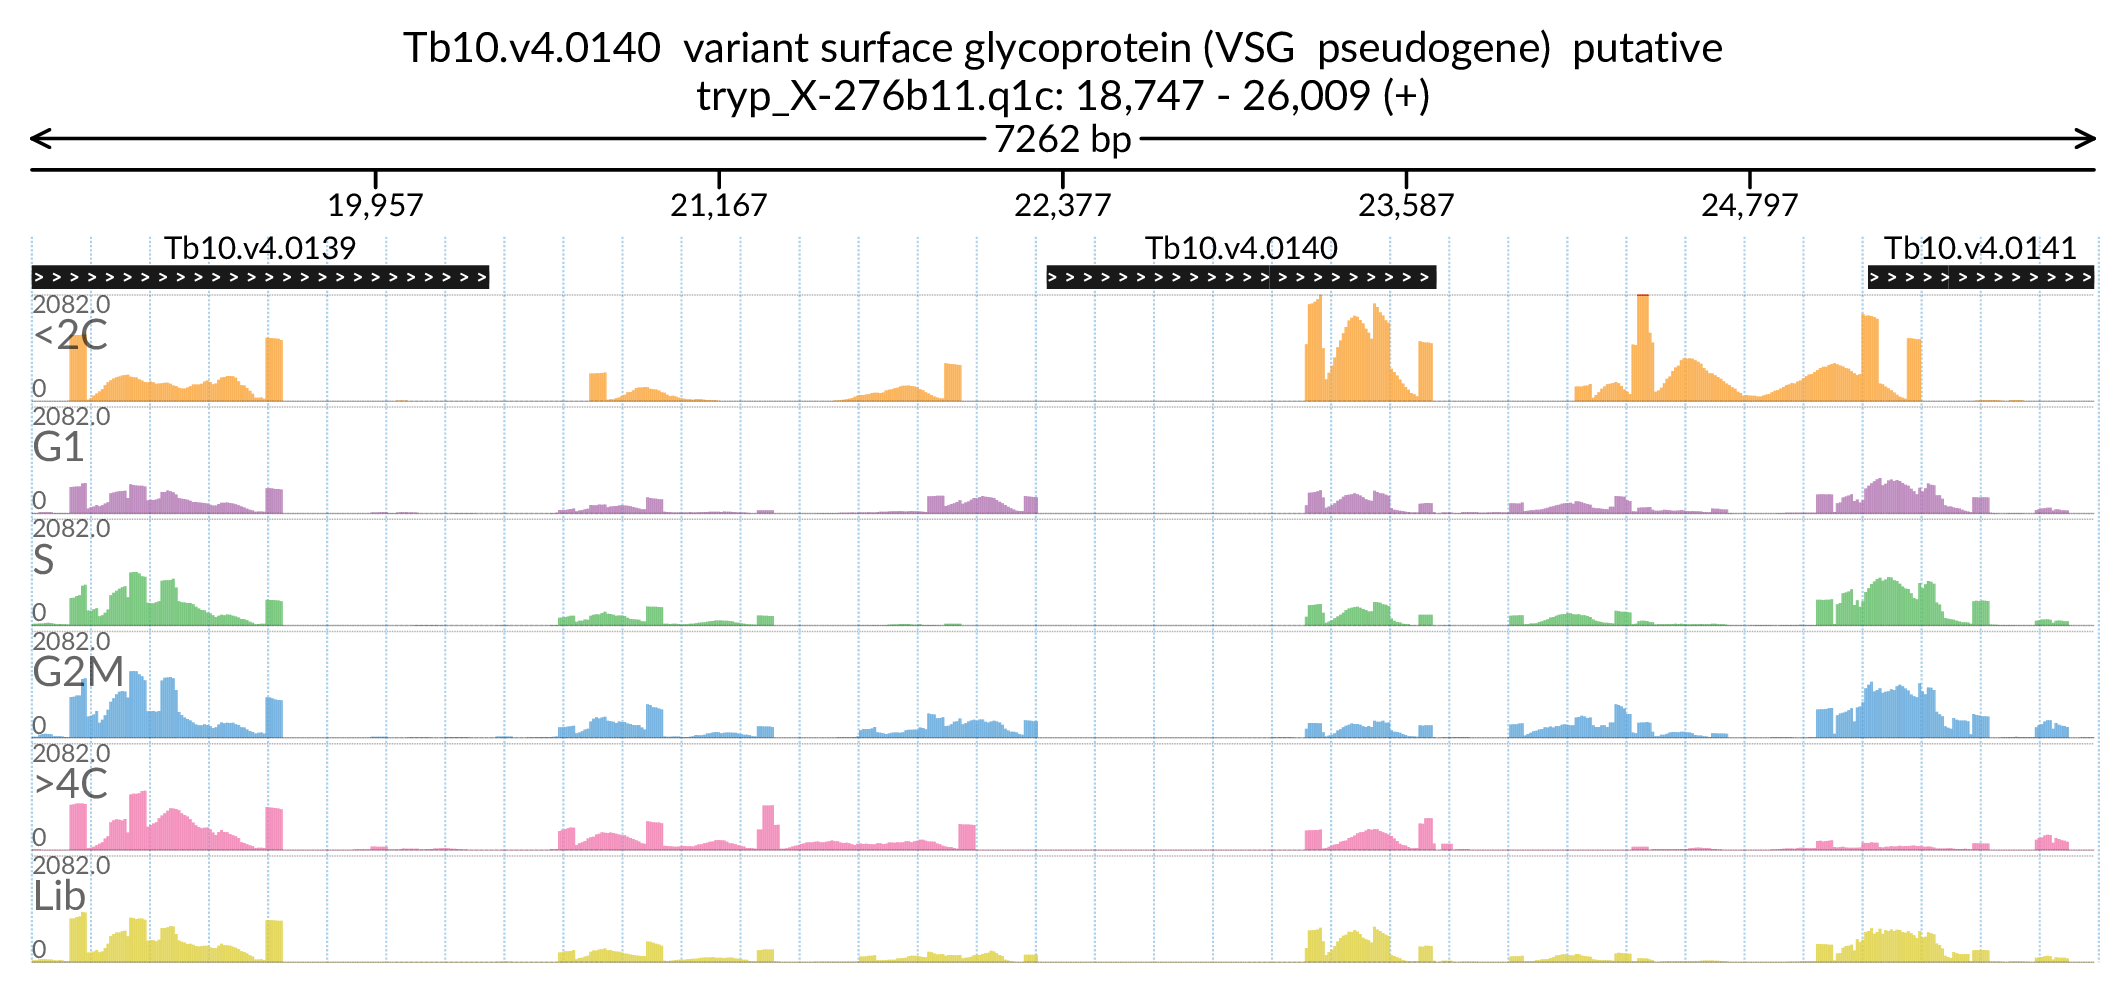 Tb10.v4.0140  variant surface glycoprotein (VSG  pseudogene)  putative
tryp_X-276b11.q1c: 18,747 - 26,009 (+)
7262 bp
19,957 21,167 22,377 23,587 24,797
Tb10.v4.0139 Tb10.v4.0140 Tb10.v4.0141
2082.0
<2C
0
2082.0
G1
0
2082.0
S
0
2082.0
G2M
0
2082.0
>4C
0
2082.0
Lib
0